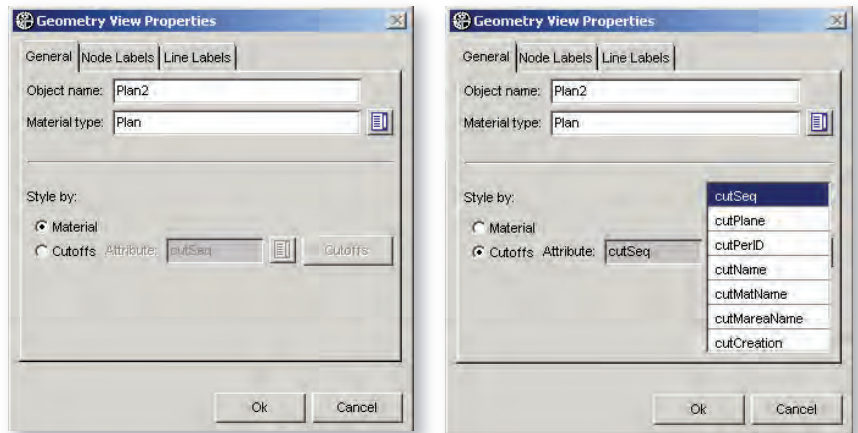 Geometry View Properties
General Node Labels Line Labels
Object name: Plan2
Material type: Plan
Style by:
Material
Cutoffs Attribute: cutSeq Cutoffs
Ok Cancel
Geometry View Properties
General Node Labels Line Labels
Object name: Plan2
Material type: Plan
Style by:
Material
Cutoffs Attribute: cutSeq
cutSeq
cutPlane
cutPerID
cutName
cutMatName
cutMareaName
cutCreation
Ok Cancel